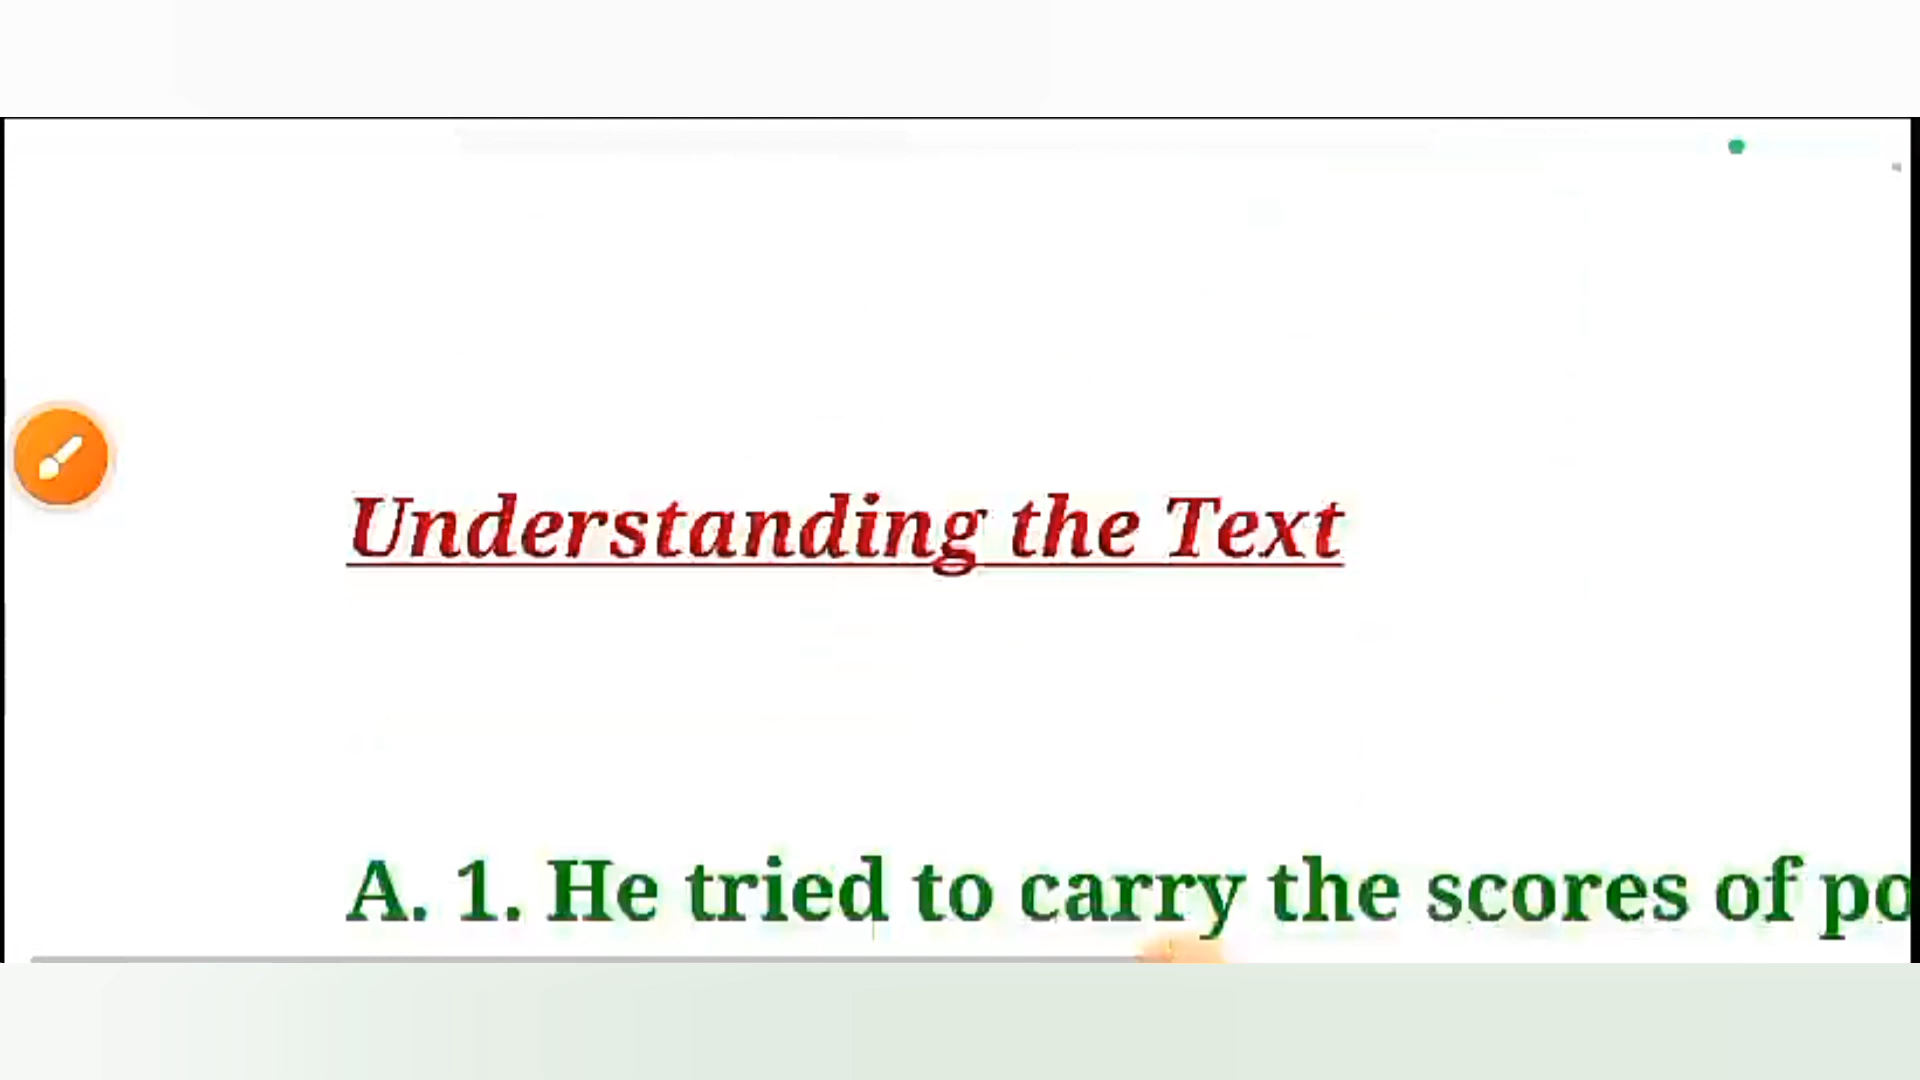 Understanding the Text
A. 1. He tried to carry the scores of